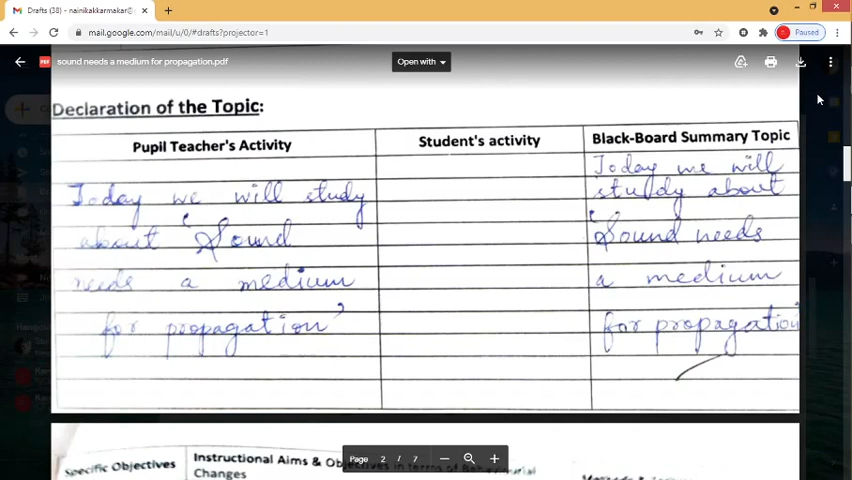 Drafts (38) - nainikakkarmakar@
mail.google.com/mail/u/0/#drafts?projector=1
Paused
PDF sound needs a medium for propagation.pdf
Open with
Declaration of the Topic:
Pupil Teacher's Activity Student's activity Black-Board Summary Topic
Today we will study
about 'Sound
needs a medium
for propagation'
Today we will
study about
'Sound needs
a medium
for propagation'
Specific Objectives
Instructional Aims & Objectives in terms of Behavioural
Changes
Page 2 / 7